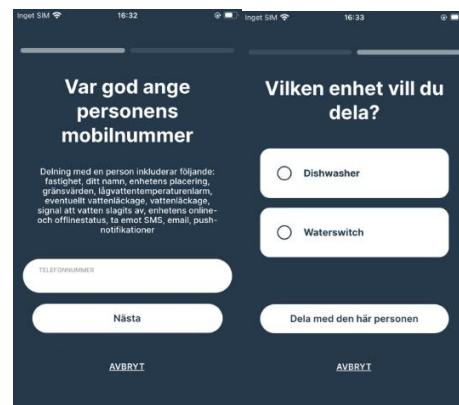 Inget SIM 16:32
Var god ange
personens
mobilnummer
Delning med en person inkluderar följande:
fastighet, ditt namn, enhetens placering,
gränsvärden, lågvattentemperaturenlarm,
eventuellt vattenläckage, vattenläckage,
signal att vatten slagits av, enhetens online-
och offlinestatus, ta emot SMS, email, push-
notifikationer
TELEFONNUMMER
Nästa
AVBRYT
Inget SIM 16:33
Vilken enhet vill du
dela?
Dishwasher
Waterswitch
Dela med den här personen
AVBRYT